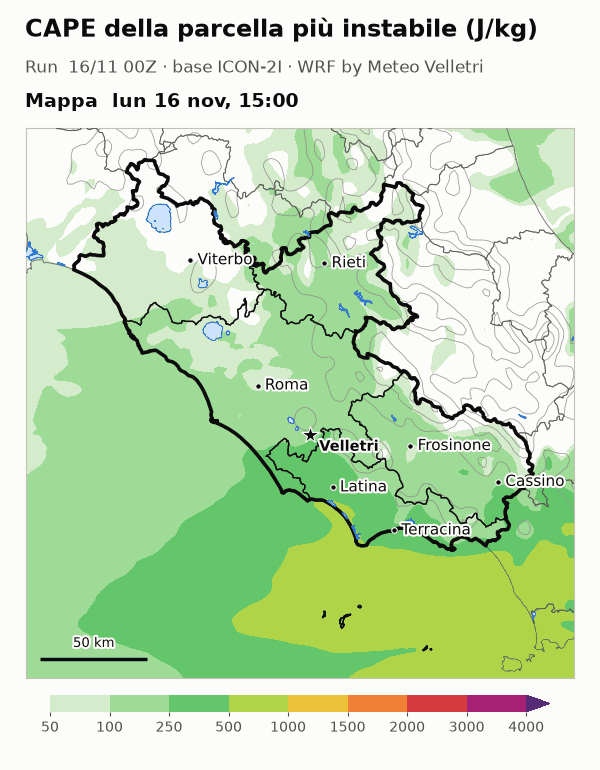 CAPE della parcella più instabile (J/kg)
Run  16/11 00Z · base ICON-2I · WRF by Meteo Velletri
Mappa  lun 16 nov, 15:00
Viterbo
Rieti
Roma
Velletri
Frosinone
Latina
Cassino
Terracina
50 km
50 100 250 500 1000 1500 2000 3000 4000